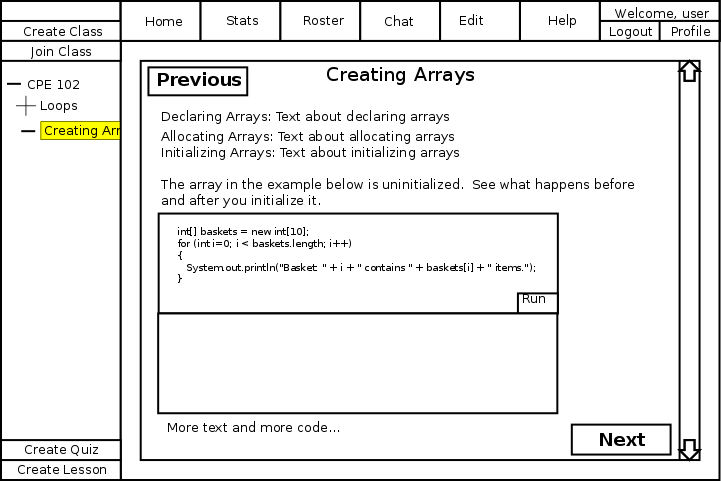 Home
Stats
Roster
Chat
Edit
Help
Welcome, user
Logout
Profile
Create Class
Join Class
CPE 102
Loops
Creating Arr
Previous
Creating Arrays
Declaring Arrays: Text about declaring arrays
Allocating Arrays: Text about allocating arrays
Initializing Arrays: Text about initializing arrays
The array in the example below is uninitialized.  See what happens before
and after you initialize it.
int[] baskets = new int[10];
for (int i=0; i < baskets.length; i++)
{
System.out.println("Basket: " + i + " contains " + baskets[i] + " items.");
}
Run
More text and more code...
Next
Create Quiz
Create Lesson